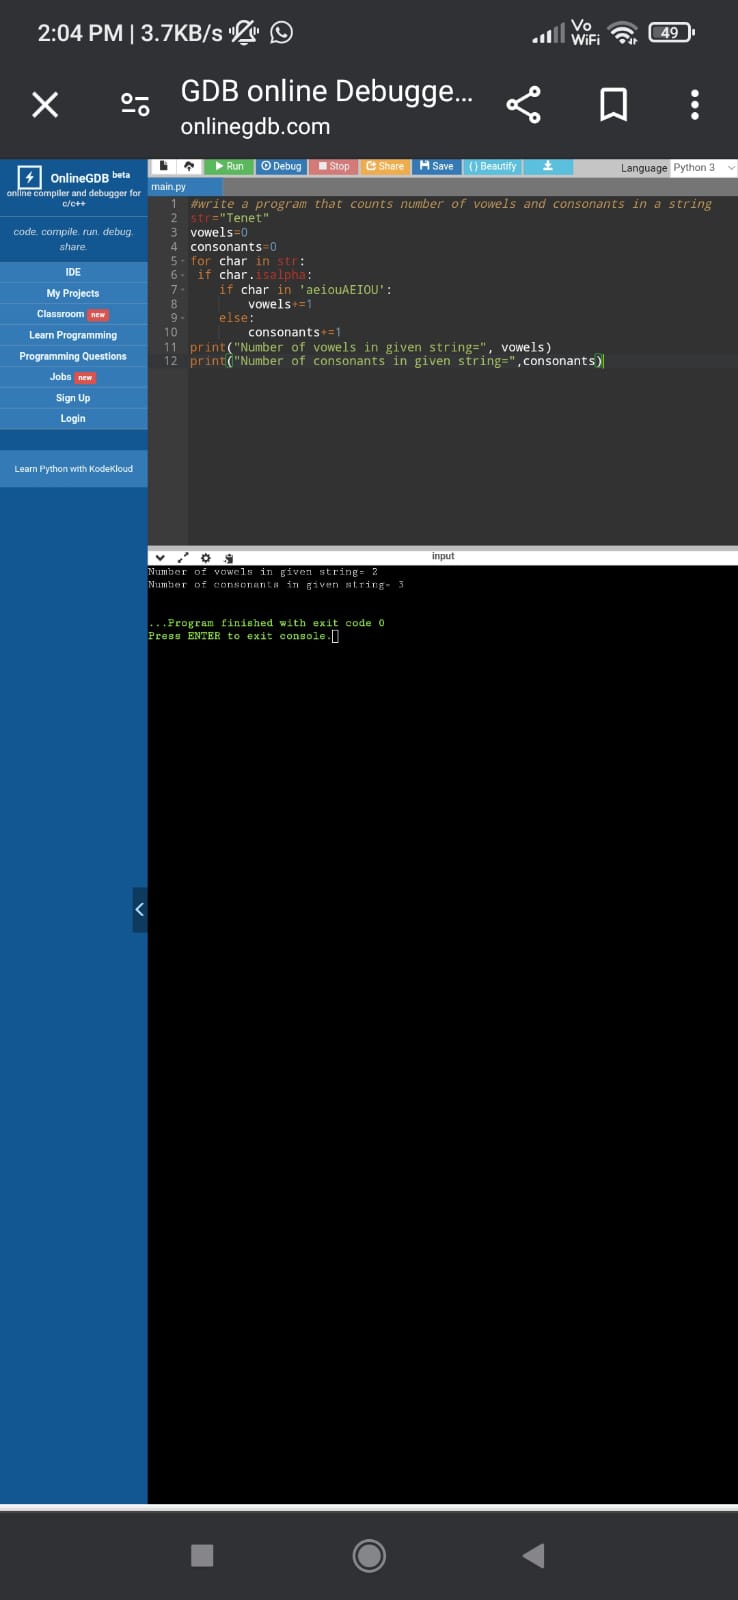 2:04 PM | 3.7KB/s
Vo WiFi
49
GDB online Debugge...
onlinegdb.com
OnlineGDB beta
online compiler and debugger for c/c++
code. compile. run. debug. share.
IDE
My Projects
Classroom new
Learn Programming
Programming Questions
Jobs new
Sign Up
Login
Learn Python with KodeKloud
Run Debug Stop Share Save {} Beautify
Language Python 3
main.py
1 #write a program that counts number of vowels and consonants in a string
2 str="Tenet"
3 vowels=0
4 consonants=0
5 for char in str:
6 if char.isalpha:
7 if char in 'aeiouAEIOU':
8 vowels+=1
9 else:
10 consonants+=1
11 print("Number of vowels in given string=", vowels)
12 print("Number of consonants in given string=",consonants)
input
Number of vowels in given string= 2
Number of consonants in given string= 3
...Program finished with exit code 0
Press ENTER to exit console.